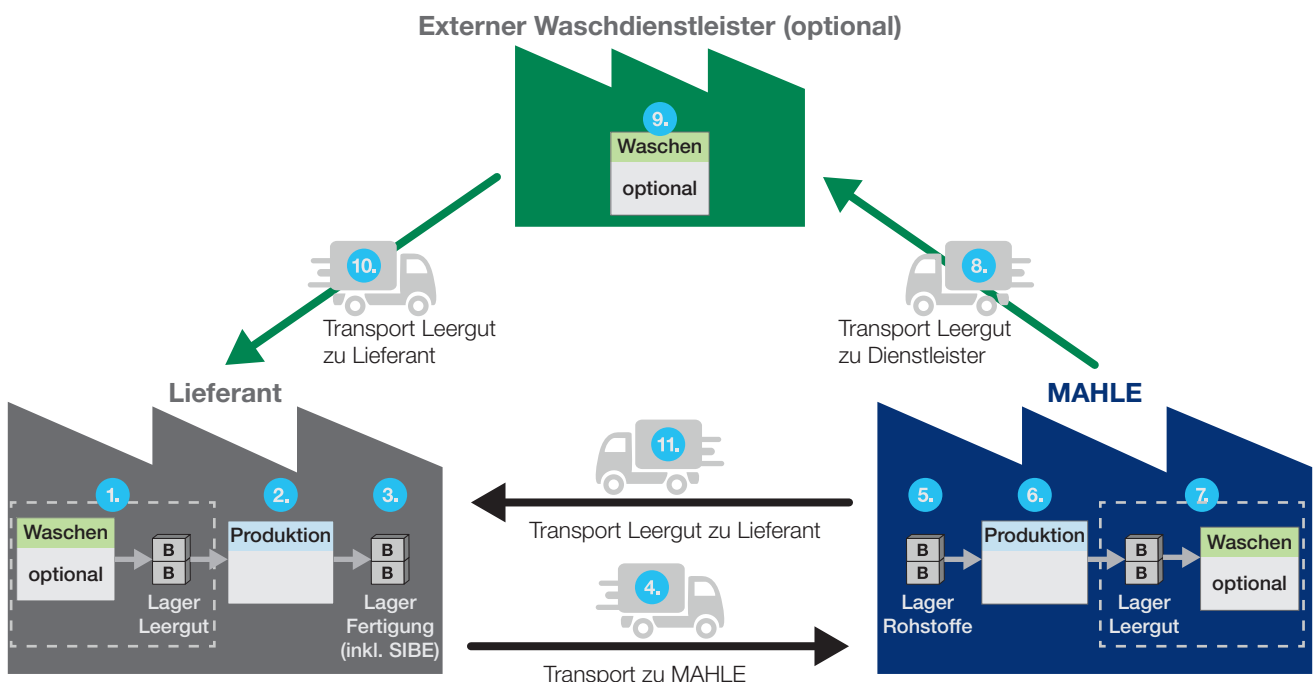 Externer Waschdienstleister (optional)
9.
Waschen
optional
10.
Transport Leergut
zu Lieferant
8.
Transport Leergut
zu Dienstleister
Lieferant
1.
Waschen
optional
B
B
Lager
Leergut
2.
Produktion
3.
B
B
Lager
Fertigung
(inkl. SIBE)
11.
Transport Leergut zu Lieferant
4.
Transport zu MAHLE
MAHLE
5.
B
B
Lager
Rohstoffe
6.
Produktion
7.
B
B
Lager
Leergut
Waschen
optional